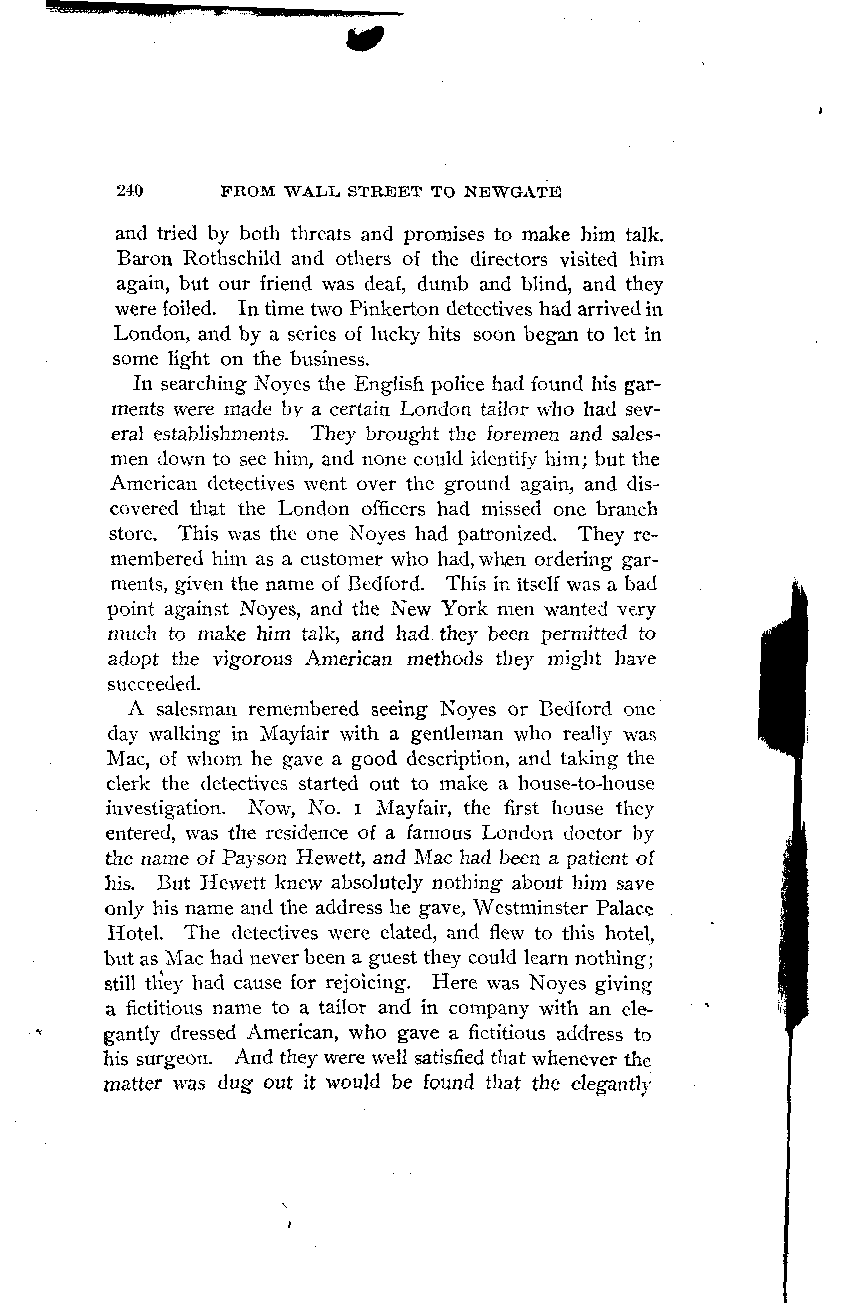 240 FROM WALL STREET TO NEWGATE
and tried by both threats and promises to make him talk.
Baron Rothschild and others of the directors visited him
again, but our friend was deaf, dumb and blind, and they
were foiled. In time two Pinkerton detectives had arrived in
London, and by a series of lucky hits soon began to let in
some light on the business.
In searching Noyes the English police had found his gar-
ments were made by a certain London tailor who had sev-
eral establishments. They brought the foremen and sales-
men down to see him, and none could identify him; but the
American detectives went over the ground again, and dis-
covered that the London officers had missed one branch
store. This was the one Noyes had patronized. They re-
membered him as a customer who had, when ordering gar-
ments, given the name of Bedford. This in itself was a bad
point against Noyes, and the New York men wanted very
much to make him talk, and had they been permitted to
adopt the vigorous American methods they might have
succeeded.
A salesman remembered seeing Noyes or Bedford one
day walking in Mayfair with a gentleman who really was
Mac, of whom he gave a good description, and taking the
clerk the detectives started out to make a house-to-house
investigation. Now, No. 1 Mayfair, the first house they
entered, was the residence of a famous London doctor by
the name of Payson Hewett, and Mac had been a patient of
his. But Hewett knew absolutely nothing about him save
only his name and the address he gave, Westminster Palace
Hotel. The detectives were elated, and flew to this hotel,
but as Mac had never been a guest they could learn nothing;
still they had cause for rejoicing. Here was Noyes giving
a fictitious name to a tailor and in company with an ele-
gantly dressed American, who gave a fictitious address to
his surgeon. And they were well satisfied that whenever the
matter was dug out it would be found that the elegantly